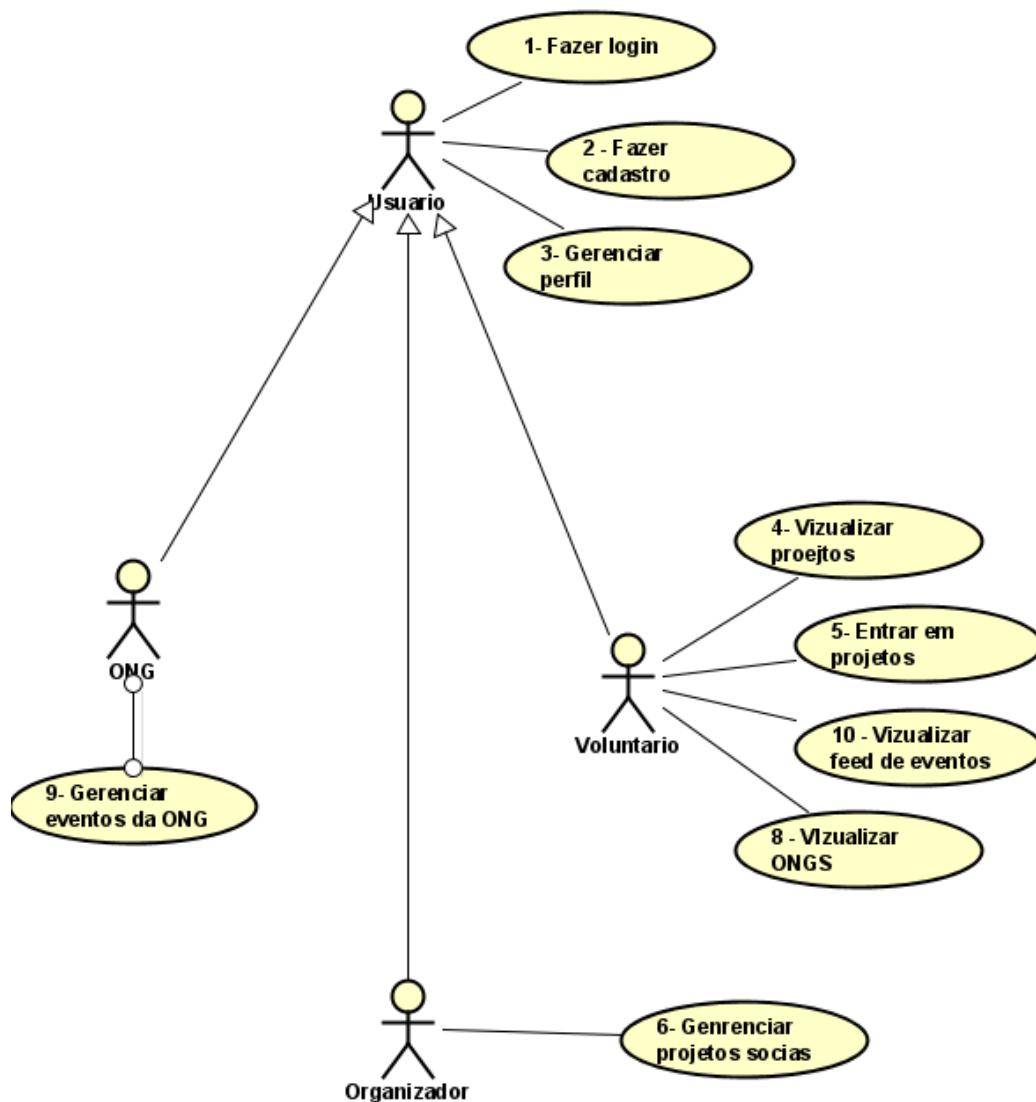 1- Fazer login
2 - Fazer
cadastro
Usuario
3- Gerenciar
perfil
4- Vizualizar
proejtos
5- Entrar em
projetos
ONG
Voluntario
10 - Vizualizar
feed de eventos
9- Gerenciar
eventos da ONG
8 - VIzualizar
ONGS
6- Genrenciar
projetos socias
Organizador